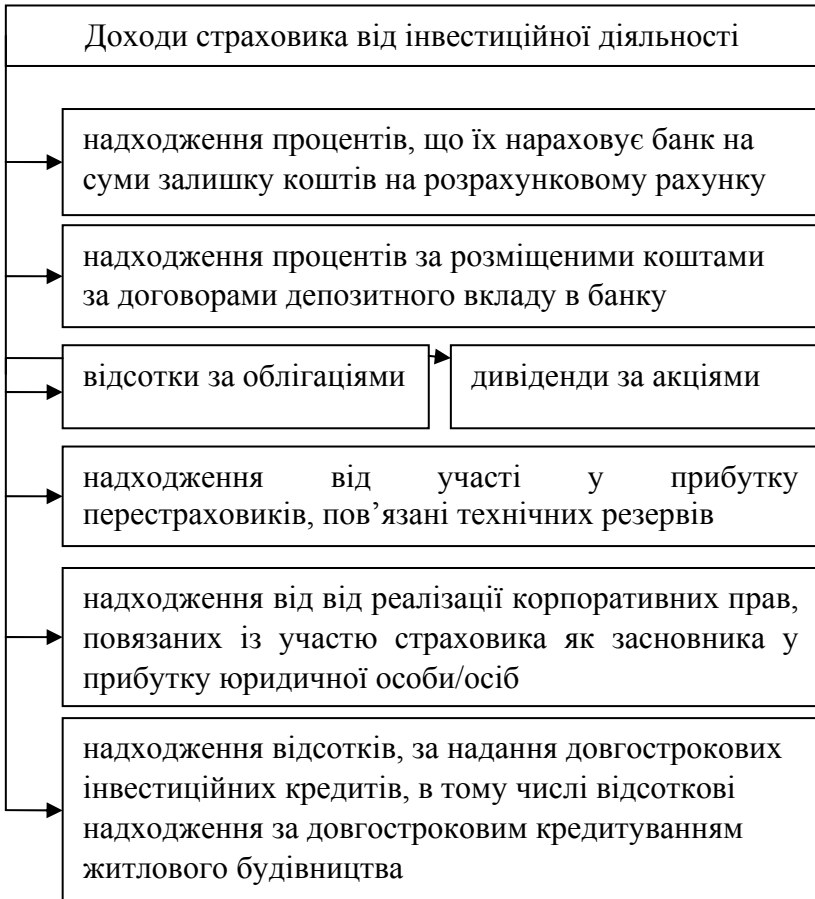 Доходи страховика від інвестиційної діяльності
надходження процентів, що їх нараховує банк на
суми залишку коштів на розрахунковому рахунку
надходження процентів за розміщеними коштами
за договорами депозитного вкладу в банку
відсотки за облігаціями
дивіденди за акціями
надходження від участі у прибутку
перестраховиків, пов’язані технічних резервів
надходження від від реалізації корпоративних прав,
повязаних із участю страховика як засновника у
прибутку юридичної особи/осіб
надходження відсотків, за надання довгострокових
інвестиційних кредитів, в тому числі відсоткові
надходження за довгостроковим кредитуванням
житлового будівництва